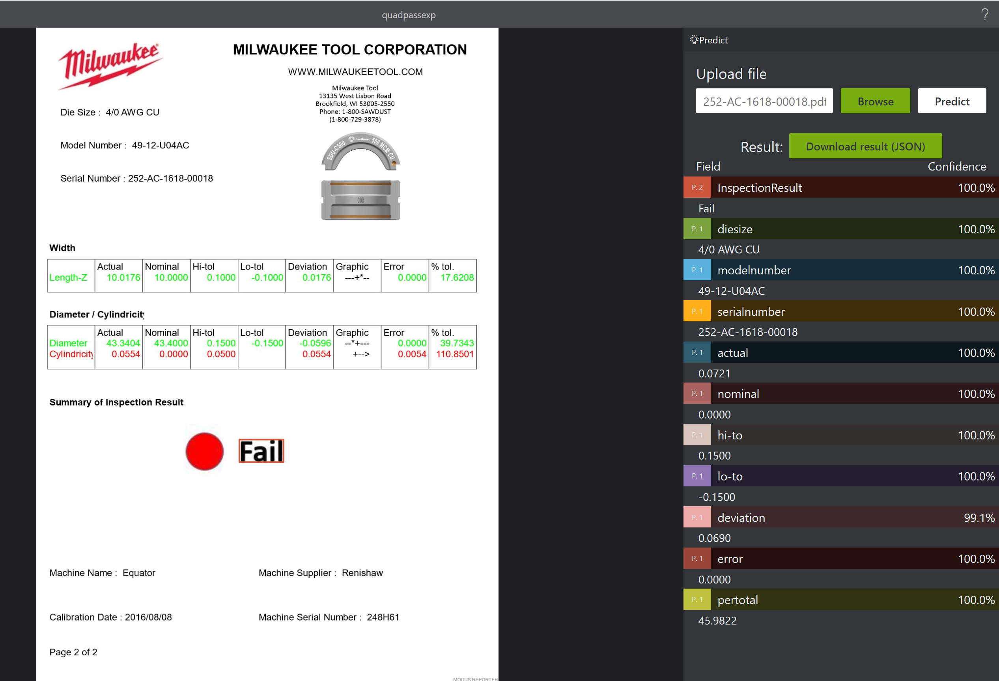 quadpassexp
?
Milwaukee
MILWAUKEE TOOL CORPORATION
WWW.MILWAUKEETOOL.COM
Milwaukee Tool
13135 West Lisbon Road
Brookfield, WI 53005-2550
Phone: 1-800-SAWDUST
(1-800-729-3878)
Die Size : 4/0 AWG CU
Model Number : 49-12-U04AC
Serial Number : 252-AC-1618-00018
SDU-C500 Southwire 500 MCM CU
500
Width
Actual Nominal Hi-tol Lo-tol Deviation Graphic Error % tol.
Length-Z 10.0176 10.0000 0.1000 -0.1000 0.0176 ---+*-- 0.0000 17.6208
Diameter / Cylindricity
Actual Nominal Hi-tol Lo-tol Deviation Graphic Error % tol.
Diameter 43.3404 43.4000 0.1500 -0.1500 -0.0596 --*+--- 0.0000 39.7343
Cylindricity 0.0554 0.0000 0.0500 0.0554 +--> 0.0054 110.8501
Summary of Inspection Result
Fail
Machine Name : Equator
Machine Supplier : Renishaw
Calibration Date : 2016/08/08
Machine Serial Number : 248H61
Page 2 of 2
MODUS REPORTER
Predict
Upload file
252-AC-1618-00018.pdf
Browse
Predict
Result:
Download result (JSON)
Field Confidence
P. 2 InspectionResult 100.0%
Fail
P. 1 diesize 100.0%
4/0 AWG CU
P. 1 modelnumber 100.0%
49-12-U04AC
P. 1 serialnumber 100.0%
252-AC-1618-00018
P. 1 actual 100.0%
0.0721
P. 1 nominal 100.0%
0.0000
P. 1 hi-to 100.0%
0.1500
P. 1 lo-to 100.0%
-0.1500
P. 1 deviation 99.1%
0.0690
P. 1 error 100.0%
0.0000
P. 1 pertotal 100.0%
45.9822